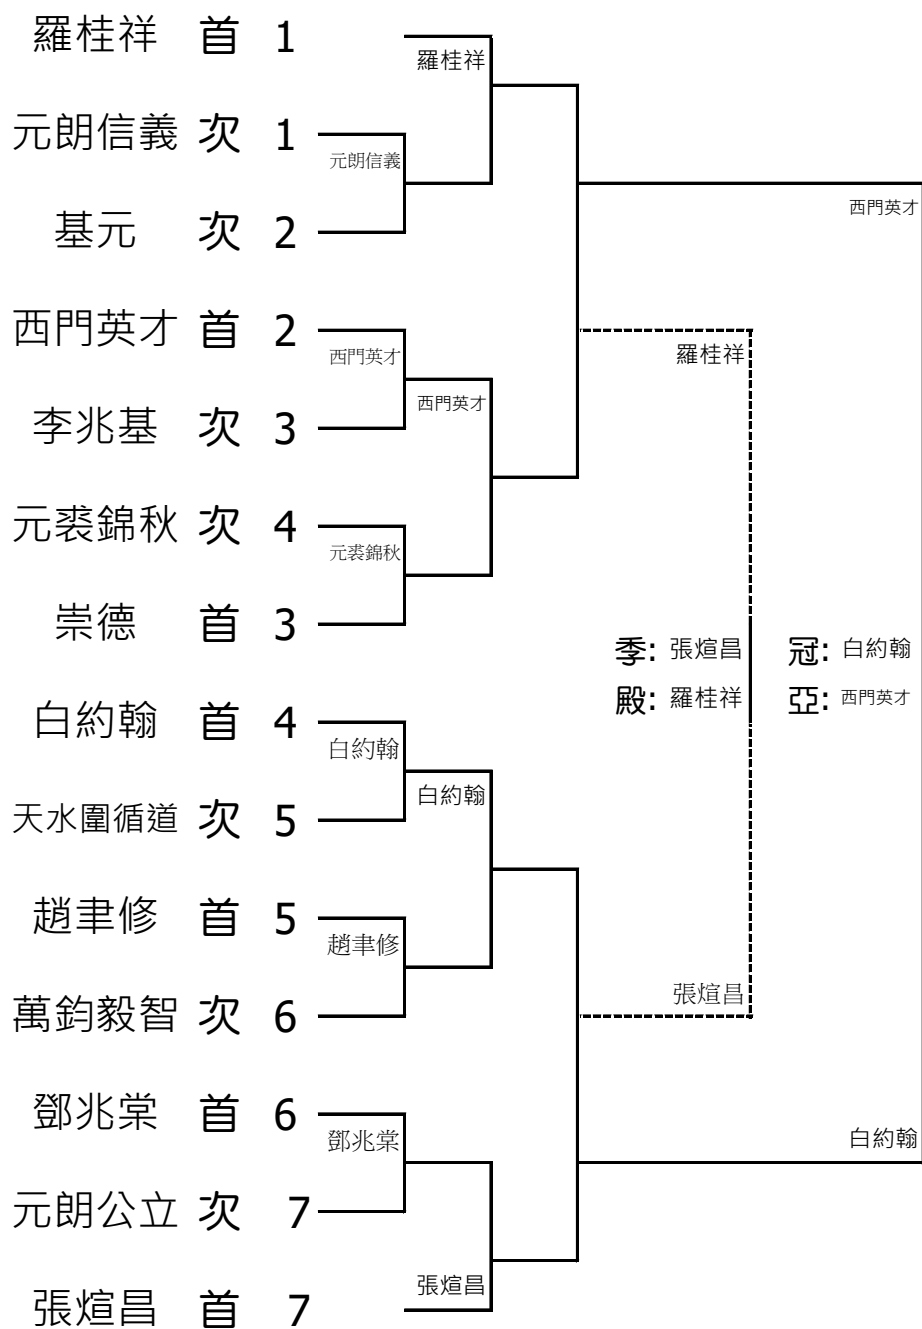 羅桂祥 首 1
羅桂祥
元朗信義 次 1
元朗信義
西門英才
基元 次 2
西門英才 首 2
西門英才
羅桂祥
西門英才
李兆基 次 3
元裘錦秋 次 4
元裘錦秋
崇德 首 3
季: 張煊昌 冠: 白約翰
殿: 羅桂祥 亞: 西門英才
白約翰 首 4
白約翰
白約翰
天水圍循道 次 5
趙聿修 首 5
趙聿修
張煊昌
萬鈞毅智 次 6
鄧兆棠 首 6
鄧兆棠
白約翰
元朗公立 次 7
張煊昌
張煊昌 首 7